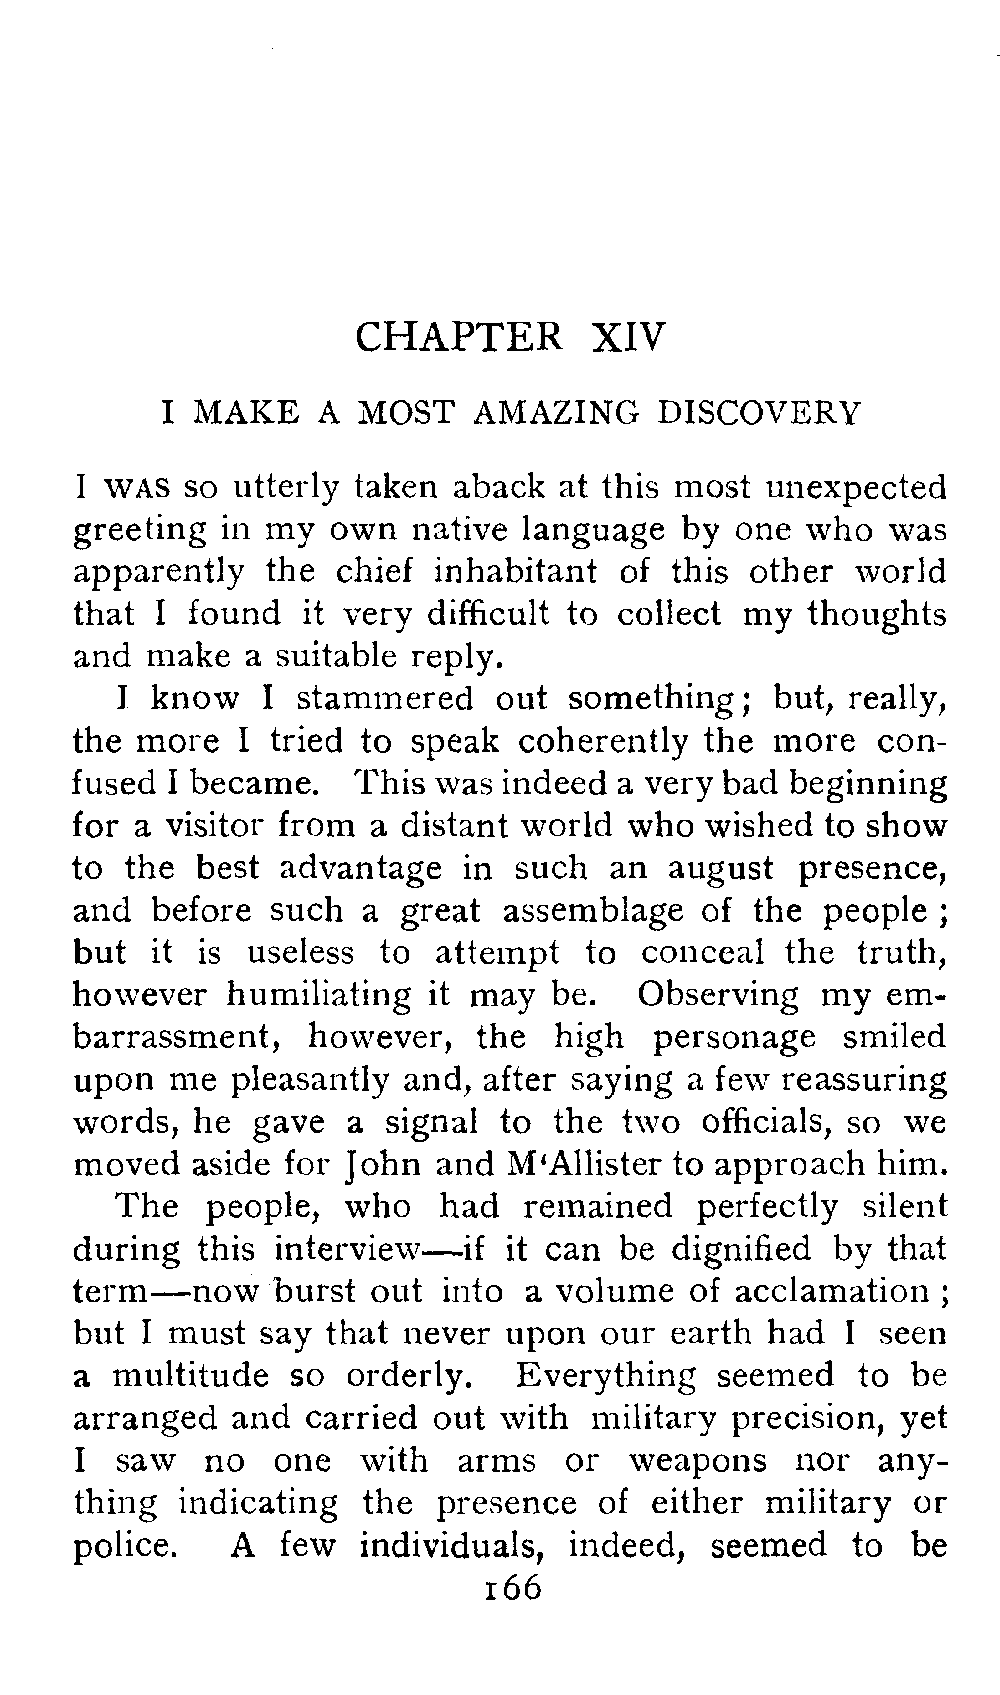 CHAPTER XIV
I MAKE A MOST AMAZING DISCOVERY
I WAS so utterly taken aback at this most unexpected
greeting in my own native language by one who was
apparently the chief inhabitant of this other world
that I found it very difficult to collect my thoughts
and make a suitable reply.
I know I stammered out something; but, really,
the more I tried to speak coherently the more con-
fused I became. This was indeed a very bad beginning
for a visitor from a distant world who wished to show
to the best advantage in such an august presence,
and before such a great assemblage of the people ;
but it is useless to attempt to conceal the truth,
however humiliating it may be. Observing my em-
barrassment, however, the high personage smiled
upon me pleasantly and, after saying a few reassuring
words, he gave a signal to the two officials, so we
moved aside for John and M‘Allister to approach him.
The people, who had remained perfectly silent
during this interview—if it can be dignified by that
term—now burst out into a volume of acclamation ;
but I must say that never upon our earth had I seen
a multitude so orderly. Everything seemed to be
arranged and carried out with military precision, yet
I saw no one with arms or weapons nor any-
thing indicating the presence of either military or
police. A few individuals, indeed, seemed to be
166